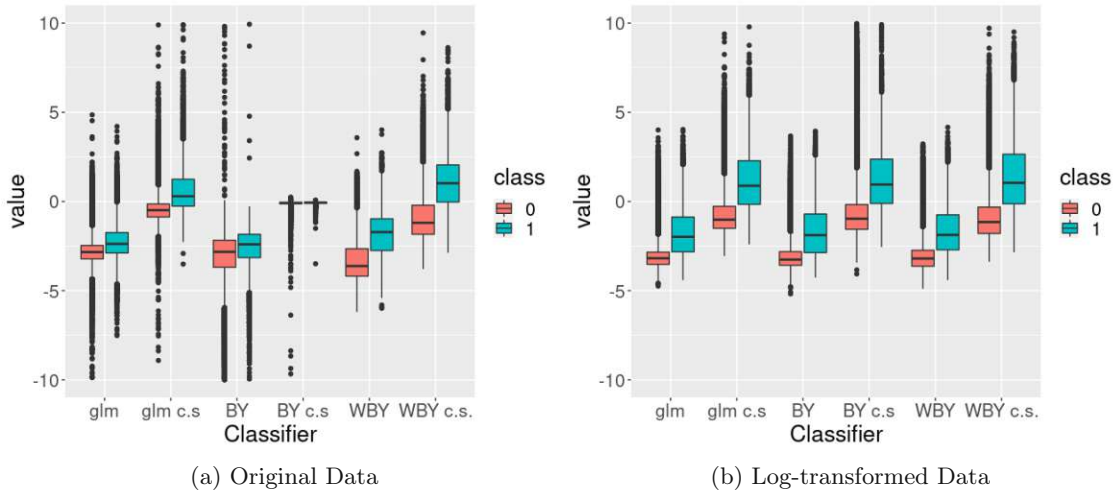 10
5
0
-5
-10
value
glm
glm c.s
BY
BY c.s
WBY
WBY c.s.
Classifier
class
0
1
(a) Original Data
10
5
0
-5
-10
value
glm
glm c.s
BY
BY c.s
WBY
WBY c.s.
Classifier
class
0
1
(b) Log-transformed Data